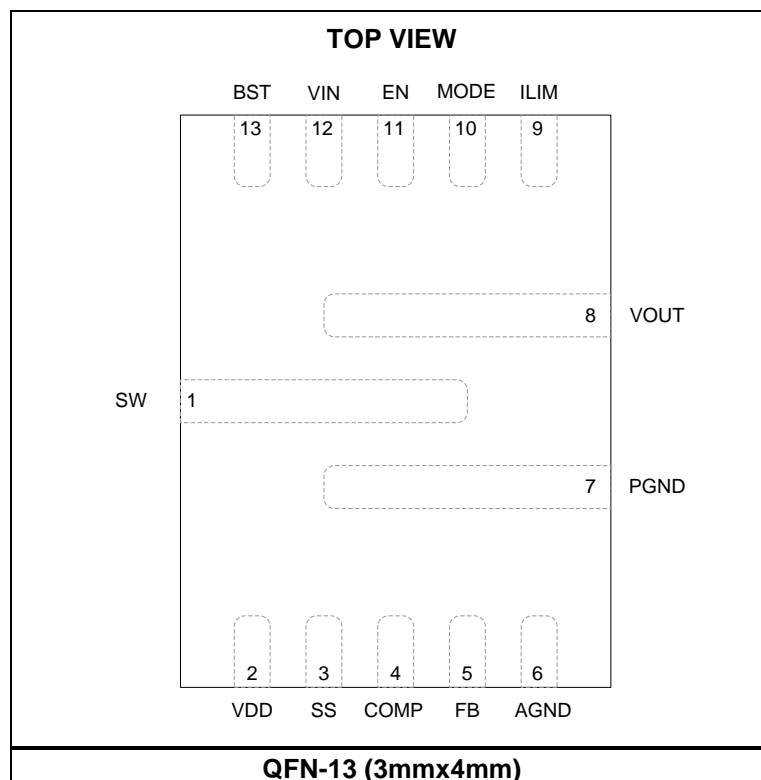 TOP VIEW
BST VIN EN MODE ILIM
13 12 11 10 9
8 VOUT
SW 1
7 PGND
2 3 4 5 6
VDD SS COMP FB AGND
QFN-13 (3mmx4mm)